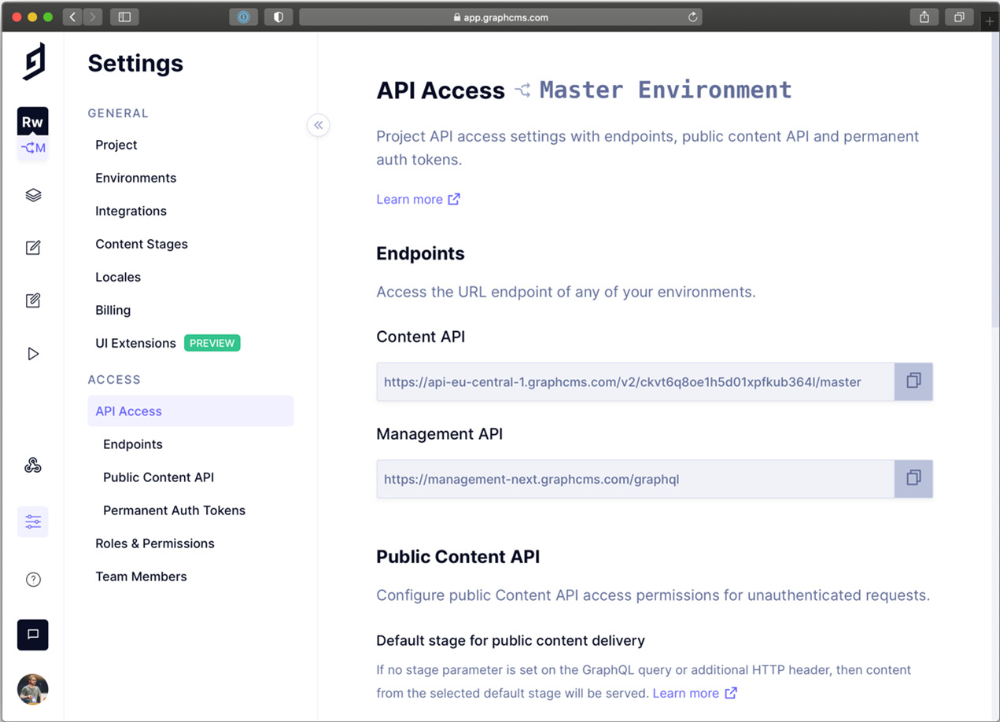 app.graphcms.com
Settings
GENERAL
Rw
M
Project
Environments
Integrations
Content Stages
Locales
Billing
UI Extensions PREVIEW
ACCESS
API Access
Endpoints
Public Content API
Permanent Auth Tokens
Roles & Permissions
Team Members
API Access Master Environment
Project API access settings with endpoints, public content API and permanent
auth tokens.
Learn more
Endpoints
Access the URL endpoint of any of your environments.
Content API
https://api-eu-central-1.graphcms.com/v2/ckvt6q8oe1h5d01xpfkub364l/master
Management API
https://management-next.graphcms.com/graphql
Public Content API
Configure public Content API access permissions for unauthenticated requests.
Default stage for public content delivery
If no stage parameter is set on the GraphQL query or additional HTTP header, then content
from the selected default stage will be served. Learn more